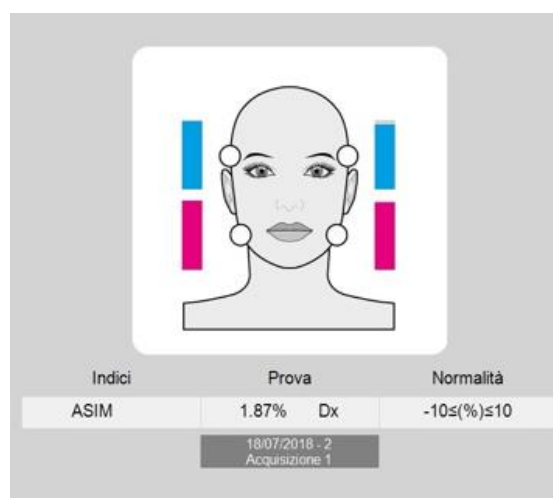 Indici Prova Normalità
ASIM 1.87% Dx -10≤(%)≤10
18/07/2018 - 2
Acquisizione 1